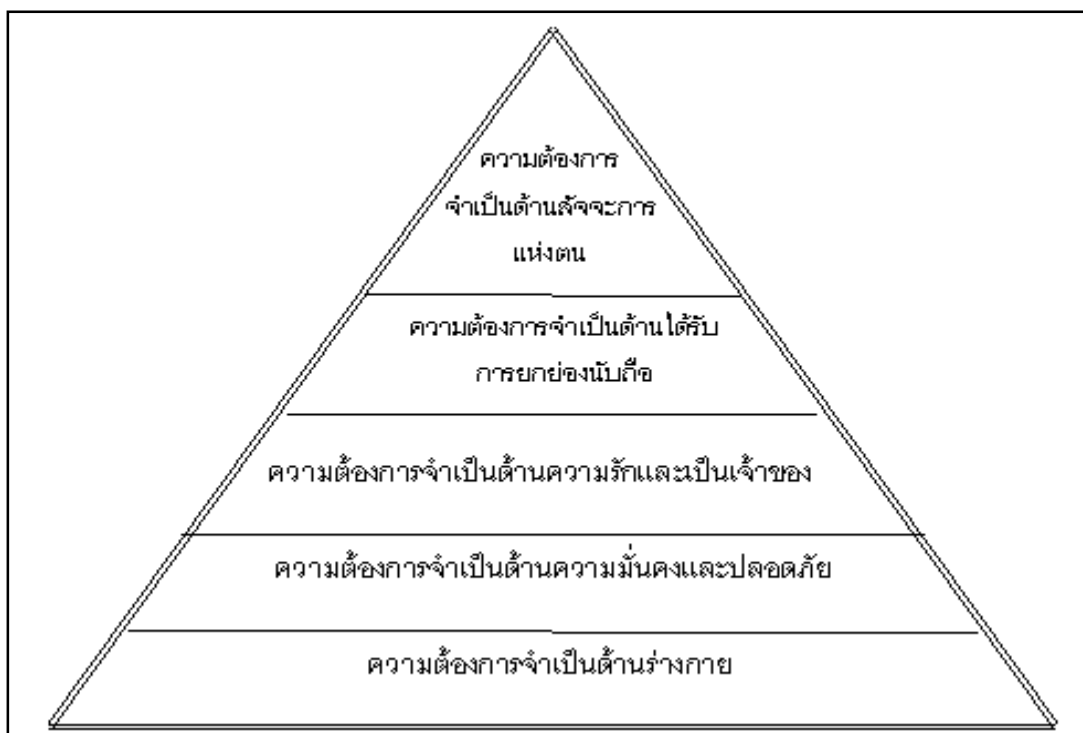 ความต้องการ
จำเป็นด้านสัจจะการ
แห่งตน
ความต้องการจำเป็นด้านได้รับ
การยกย่องนับถือ
ความต้องการจำเป็นด้านความรักและเป็นเจ้าของ
ความต้องการจำเป็นด้านความมั่นคงและปลอดภัย
ความต้องการจำเป็นด้านร่างกาย